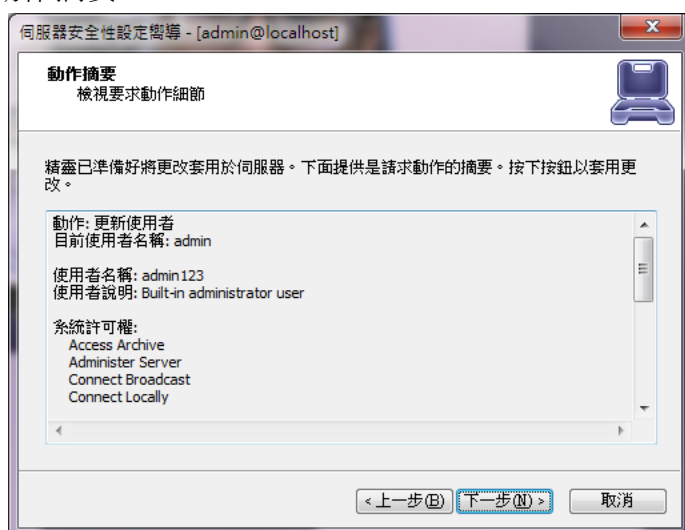 伺服器安全性設定嚮導 - [admin@localhost]
動作摘要
檢視要求動作細節
精靈已準備好將更改套用於伺服器。下面提供是請求動作的摘要。按下按鈕以套用更
改。
動作: 更新使用者
目前使用者名稱: admin
使用者名稱: admin123
使用者說明: Built-in administrator user
系統許可權:
Access Archive
Administer Server
Connect Broadcast
Connect Locally
<上一步(B) 下一步(N) > 取消